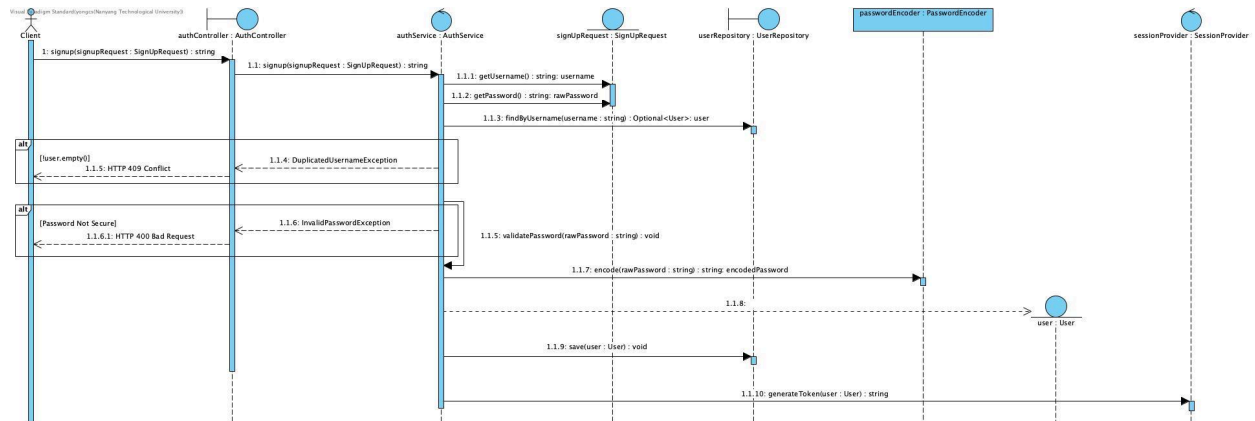 Visual Paradigm Standard(yingco(Nanyang Technological University))
passwordEncoder : PasswordEncoder
Client
authController : AuthController
authService : AuthService
signUpRequest : SignUpRequest
userRepository : UserRepository
sessionProvider : SessionProvider
1: signup(signupRequest : SignUpRequest) : string
1.1: signup(signupRequest : SignUpRequest) : string
1.1.1: getUsername() : string: username
1.1.2: getPassword() : string: rawPassword
1.1.3: findByUsername(username : string) : Optional<User>: user
alt
[!user.empty()]
1.1.4: DuplicatedUsernameException
1.1.5: HTTP 409 Conflict
alt
[Password Not Secure]
1.1.6: InvalidPasswordException
1.1.6.1: HTTP 400 Bad Request
1.1.5: validatePassword(rawPassword : string) : void
1.1.7: encode(rawPassword : string) : string: encodedPassword
1.1.8:
user : User
1.1.9: save(user : User) : void
1.1.10: generateToken(user : User) : string